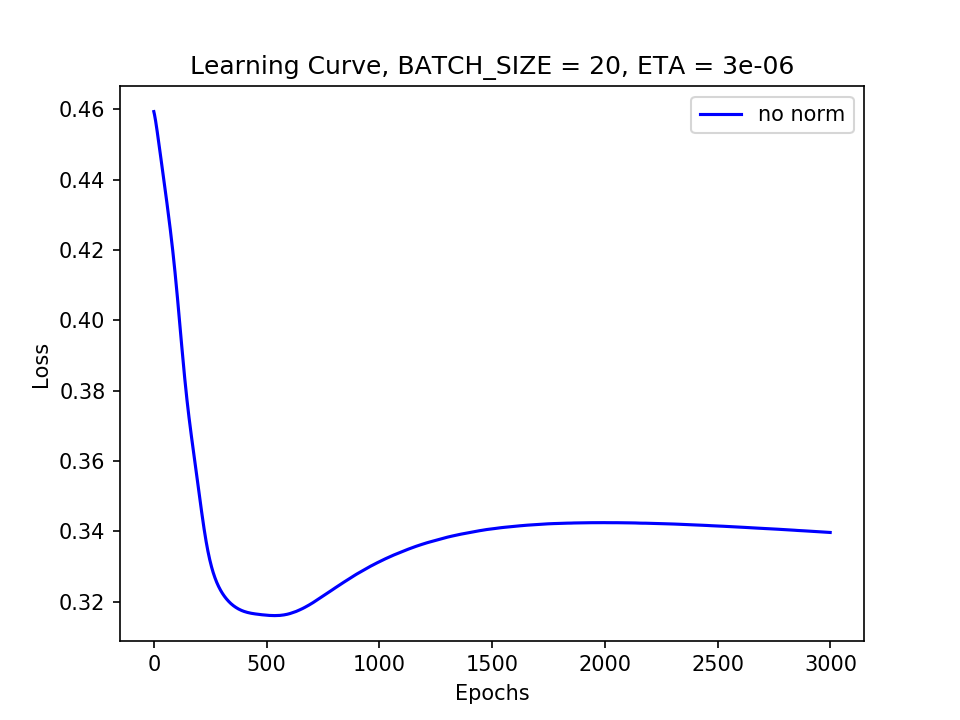 Learning Curve, BATCH_SIZE = 20, ETA = 3e-06
no norm
0.46
0.44
0.42
0.40
0.38
0.36
0.34
0.32
Loss
0 500 1000 1500 2000 2500 3000
Epochs